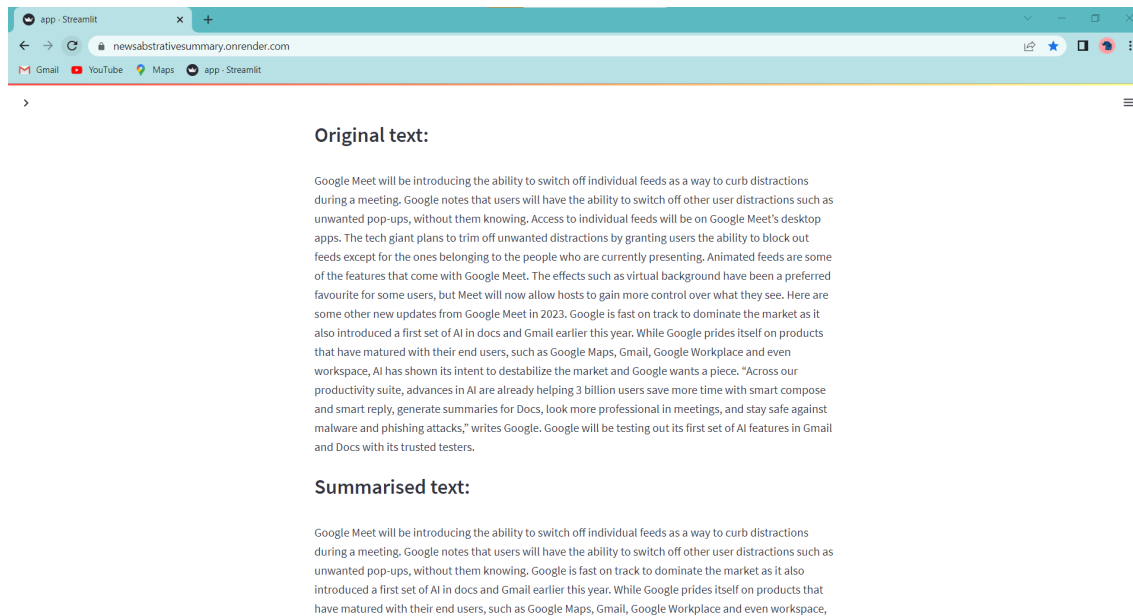 app · Streamlit
newsabstrativesummary.onrender.com
Gmail YouTube Maps app · Streamlit
Original text:
Google Meet will be introducing the ability to switch off individual feeds as a way to curb distractions
during a meeting. Google notes that users will have the ability to switch off other user distractions such as
unwanted pop-ups, without them knowing. Access to individual feeds will be on Google Meet’s desktop
apps. The tech giant plans to trim off unwanted distractions by granting users the ability to block out
feeds except for the ones belonging to the people who are currently presenting. Animated feeds are some
of the features that come with Google Meet. The effects such as virtual background have been a preferred
favourite for some users, but Meet will now allow hosts to gain more control over what they see. Here are
some other new updates from Google Meet in 2023. Google is fast on track to dominate the market as it
also introduced a first set of AI in docs and Gmail earlier this year. While Google prides itself on products
that have matured with their end users, such as Google Maps, Gmail, Google Workplace and even
workspace, AI has shown its intent to destabilize the market and Google wants a piece. “Across our
productivity suite, advances in AI are already helping 3 billion users save more time with smart compose
and smart reply, generate summaries for Docs, look more professional in meetings, and stay safe against
malware and phishing attacks,” writes Google. Google will be testing out its first set of AI features in Gmail
and Docs with its trusted testers.
Summarised text:
Google Meet will be introducing the ability to switch off individual feeds as a way to curb distractions
during a meeting. Google notes that users will have the ability to switch off other user distractions such as
unwanted pop-ups, without them knowing. Google is fast on track to dominate the market as it also
introduced a first set of AI in docs and Gmail earlier this year. While Google prides itself on products that
have matured with their end users, such as Google Maps, Gmail, Google Workplace and even workspace,